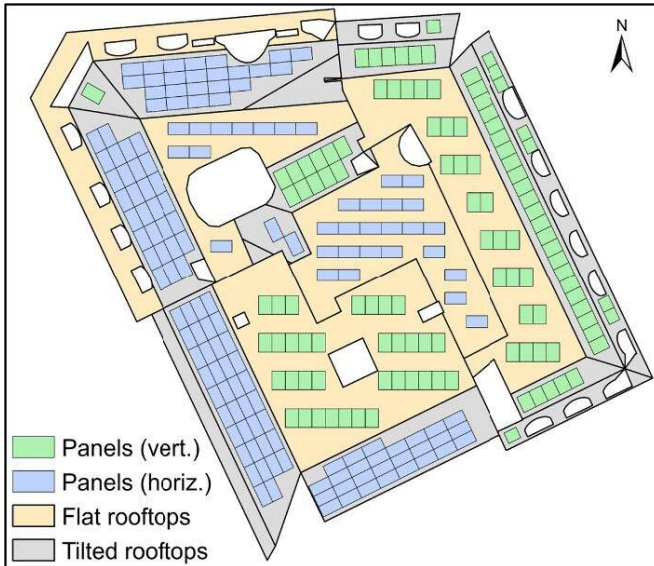 N
Panels (vert.)
Panels (horiz.)
Flat rooftops
Tilted rooftops